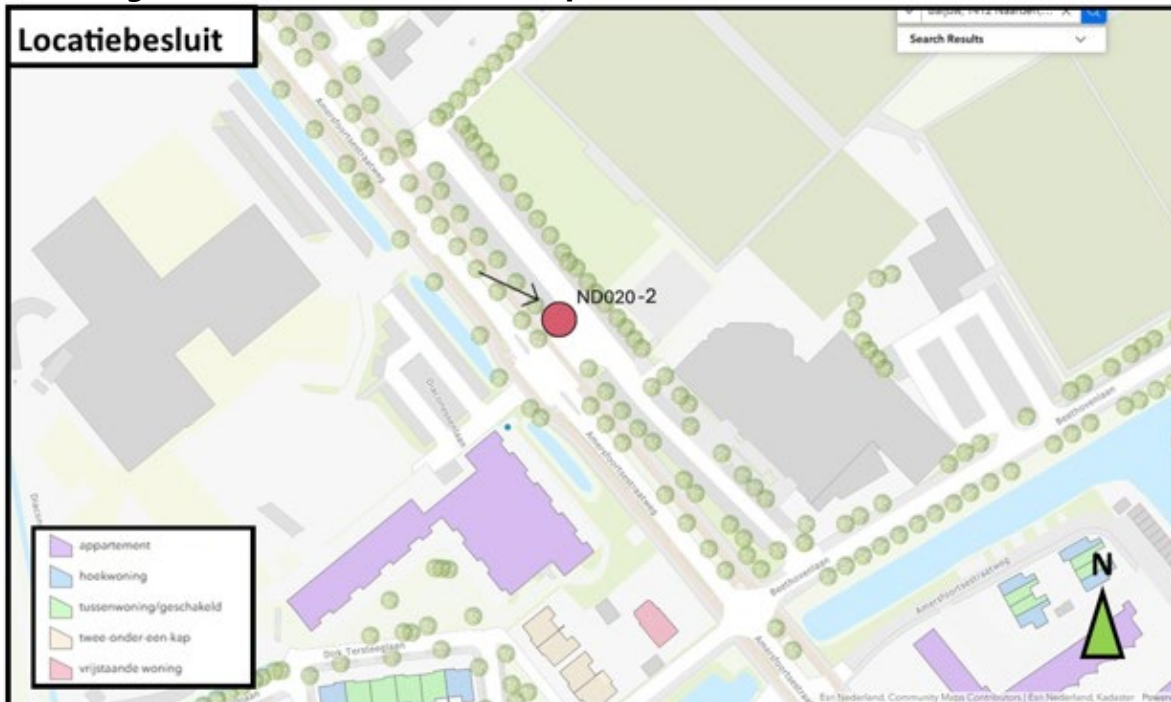 Locatiebesluit
Search Results
Amersfoortsestraatweg
ND020-2
Diaconessenlaan
Beethovenlaan
Amersfoortsestraatweg
Amersfoortsestraatweg
Beethovenlaan
Dirk Tersteeglaan
N
appartement
hoekwoning
tussenwoning/geschakeld
twee-onder-een-kap
vrijstaande woning
Esri Nederland, Community Maps Contributors | Esri Nederland, Kadaster